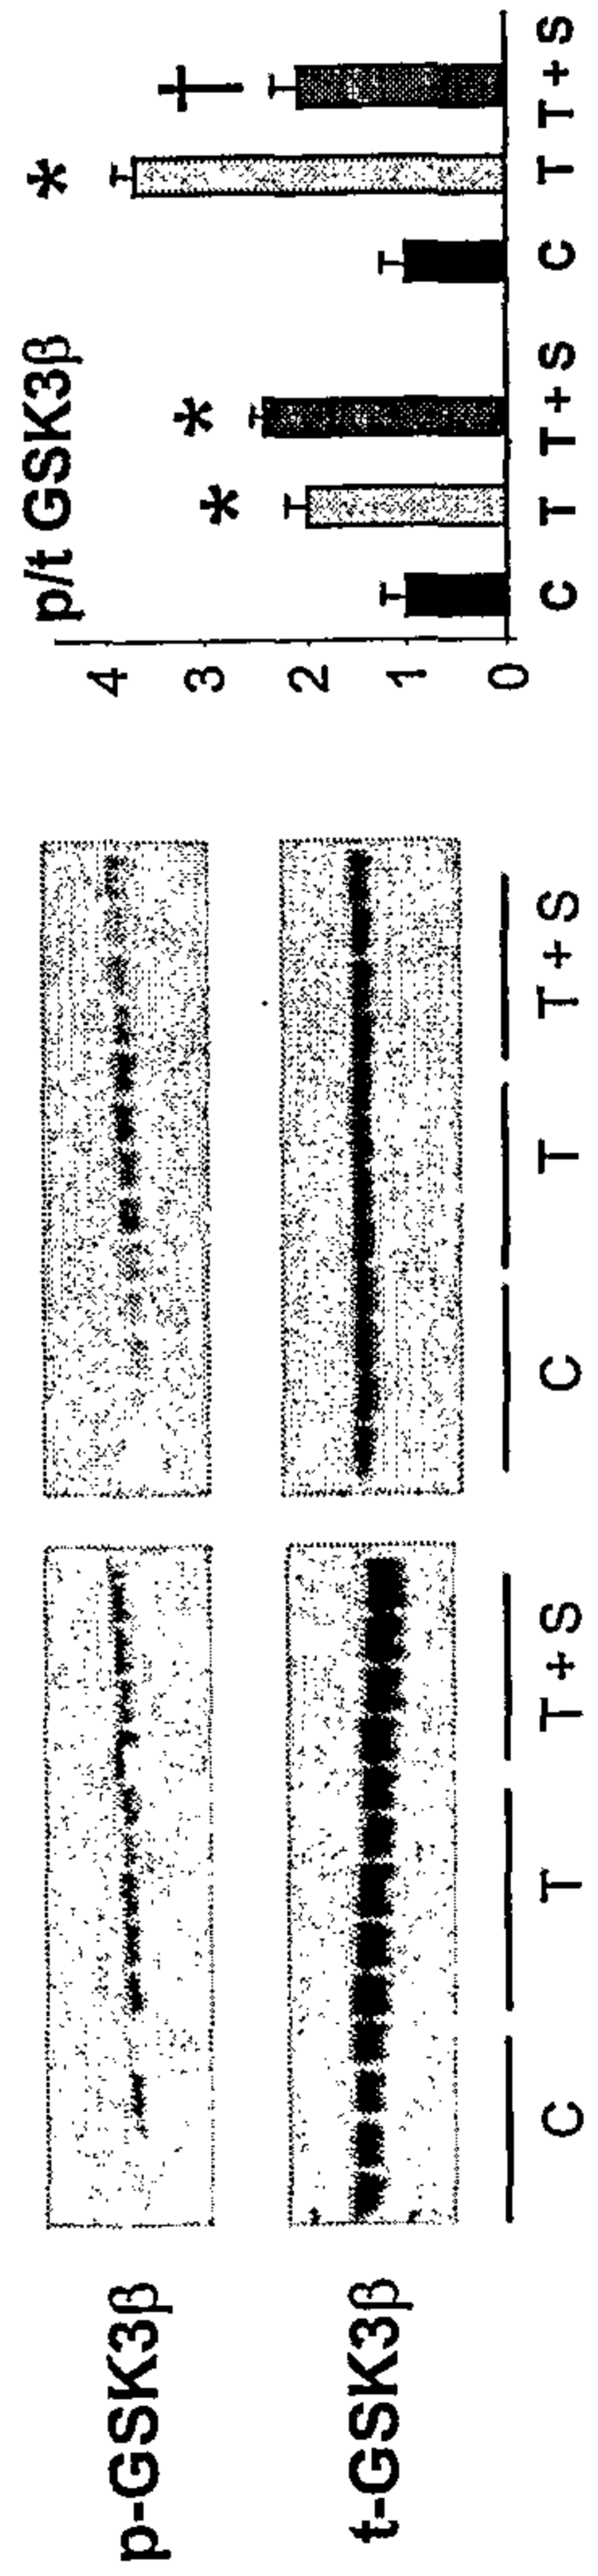 p-GSK3β
t-GSK3β
C T T + S
C T T + S
p/t GSK3β
4
3
2
1
0
* * * †
C T T + S C T T + S